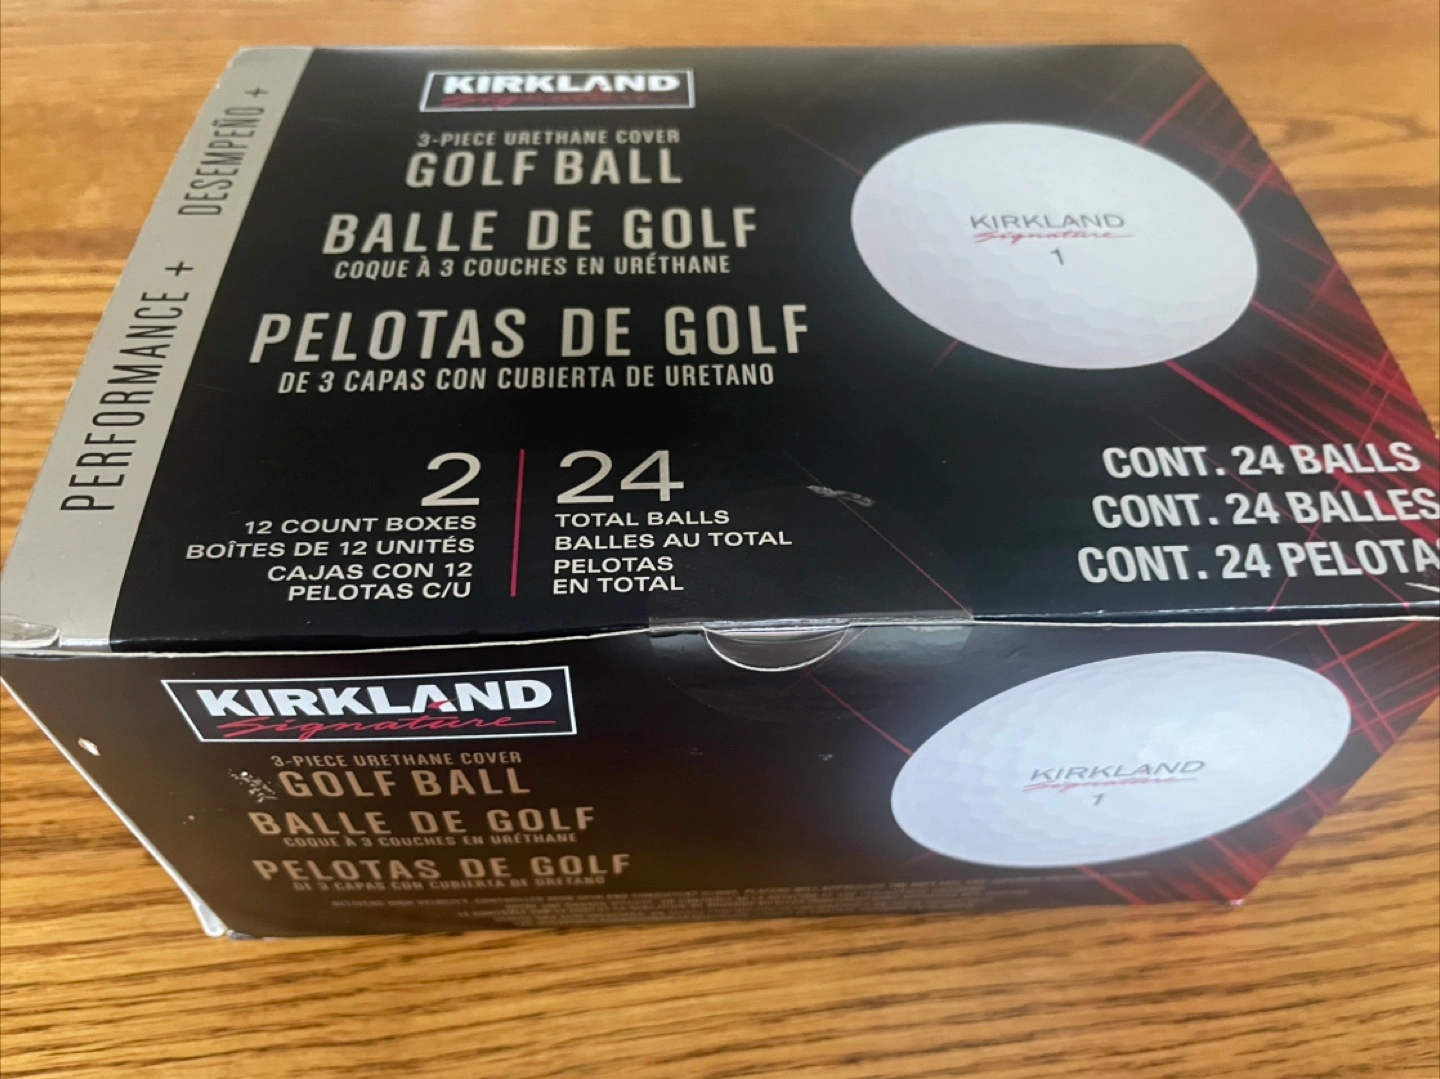 PERFORMANCE + DESEMPEÑO +
KIRKLAND
Signature
3-PIECE URETHANE COVER
GOLF BALL
BALLE DE GOLF
COQUE À 3 COUCHES EN URÉTHANE
PELOTAS DE GOLF
DE 3 CAPAS CON CUBIERTA DE URETANO
KIRKLAND
Signature
1
2
12 COUNT BOXES
BOÎTES DE 12 UNITÉS
CAJAS CON 12
PELOTAS C/U
24
TOTAL BALLS
BALLES AU TOTAL
PELOTAS
EN TOTAL
CONT. 24 BALLS
CONT. 24 BALLES
CONT. 24 PELOTA
KIRKLAND
Signature
3-PIECE URETHANE COVER
GOLF BALL
BALLE DE GOLF
COQUE À 3 COUCHES EN URÉTHANE
PELOTAS DE GOLF
DE 3 CAPAS CON CUBIERTA DE URETANO
KIRKLAND
Signature
1